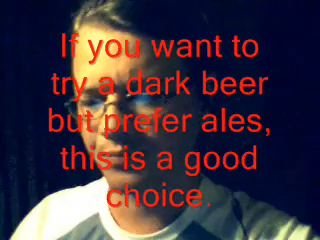 If you want to
try a dark beer
but prefer ales,
this is a good
choice.